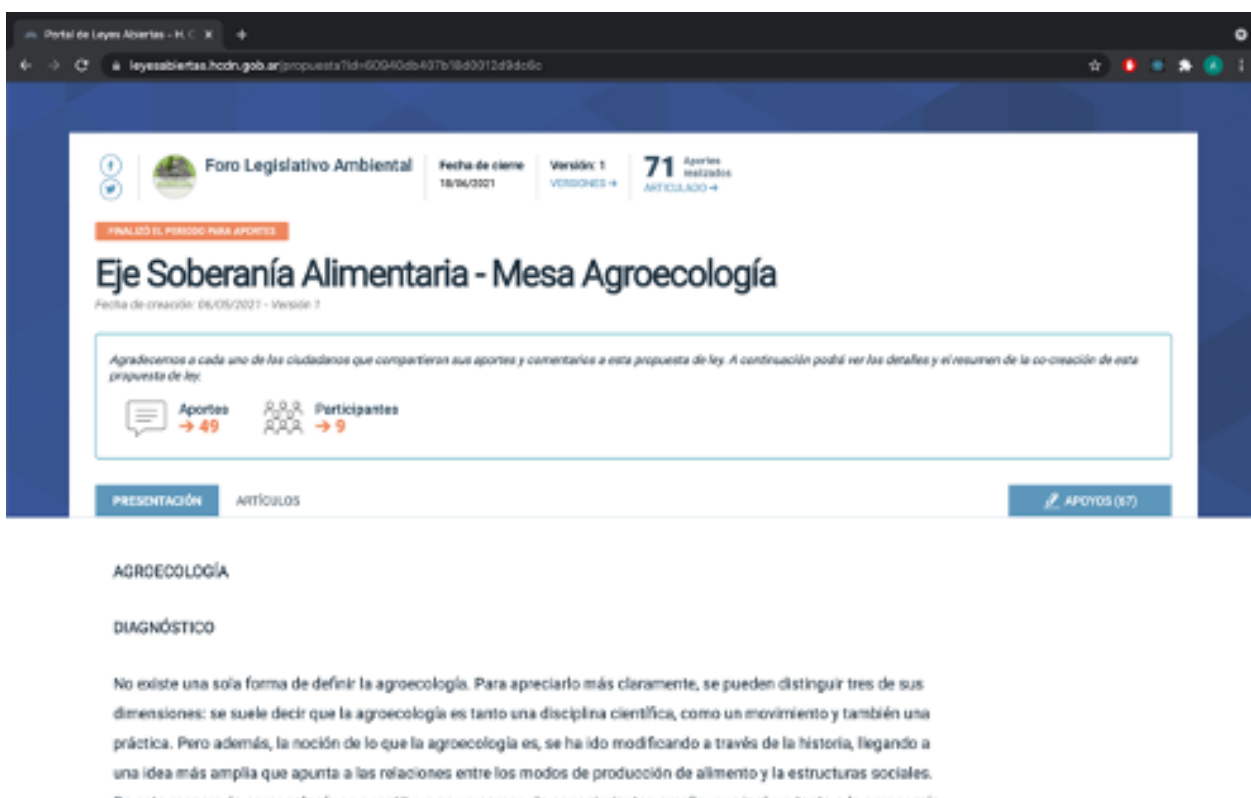 Portal de Leyes Abiertas - H. C
leyesabiertas.hcdn.gob.ar/propuesta?id=
Foro Legislativo Ambiental
Fecha de cierre
18/06/2021
Versión: 1
VERSIONES →
71 Aportes realizados
ARTICULADO →
FINALIZÓ EL PERIODO PARA APORTES
Eje Soberanía Alimentaria - Mesa Agroecología
Fecha de creación: 06/05/2021 - Versión 1
Agradecemos a cada uno de los ciudadanos que compartieron sus aportes y comentarios a esta propuesta de ley. A continuación podrá ver los detalles y el resumen de la co-creación de esta
propuesta de ley.
Aportes
→ 49
Participantes
→ 9
PRESENTACIÓN
ARTÍCULOS
APOYOS (67)
AGROECOLOGÍA
DIAGNÓSTICO
No existe una sola forma de definir la agroecología. Para apreciarlo más claramente, se pueden distinguir tres de sus
dimensiones: se suele decir que la agroecología es tanto una disciplina científica, como un movimiento y también una
práctica. Pero además, la noción de lo que la agroecología es, se ha ido modificando a través de la historia, llegando a
una idea más amplia que apunta a las relaciones entre los modos de producción de alimento y la estructuras sociales.